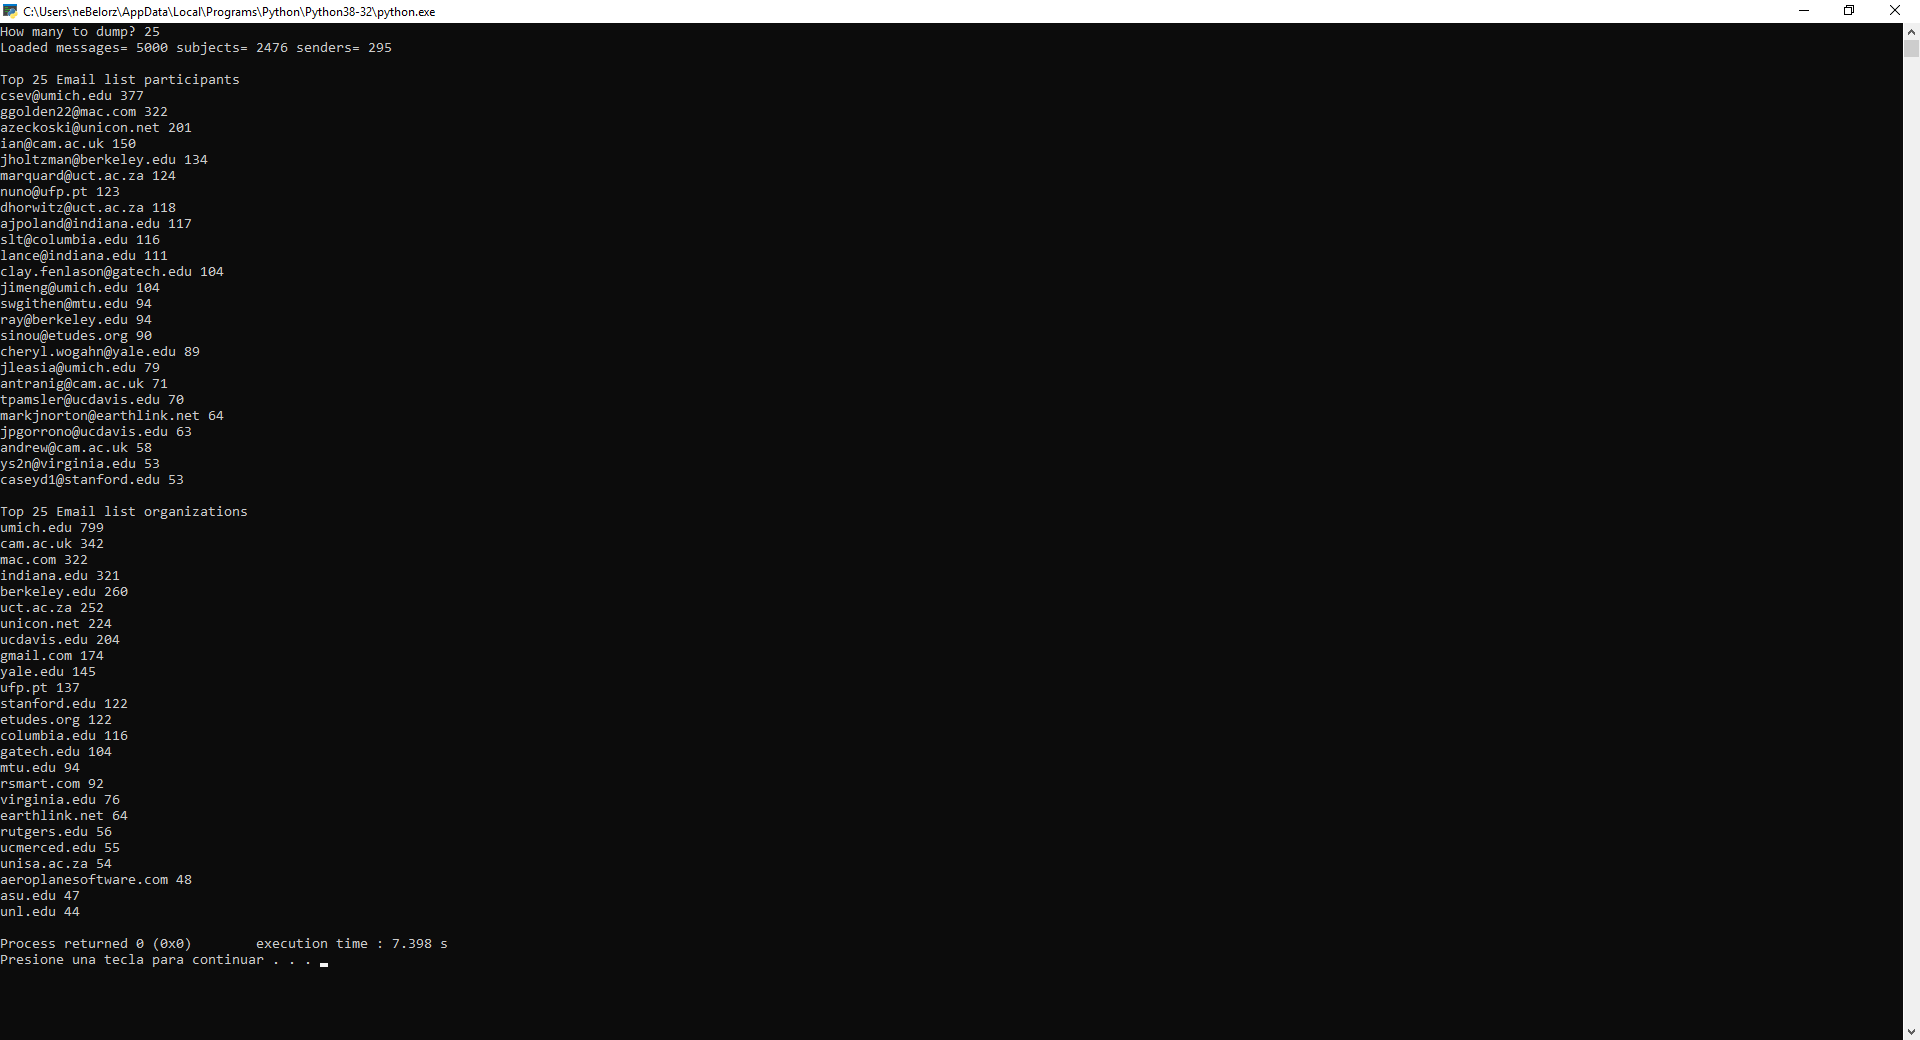 C:\Users\neBelorz\AppData\Local\Programs\Python\Python38-32\python.exe
How many to dump? 25
Loaded messages= 5000 subjects= 2476 senders= 295
Top 25 Email list participants
csev@umich.edu 377
ggolden22@mac.com 322
azeckoski@unicon.net 201
ian@cam.ac.uk 150
jholtzman@berkeley.edu 134
marquard@uct.ac.za 124
nuno@ufp.pt 123
dhorwitz@uct.ac.za 118
ajpoland@indiana.edu 117
slt@columbia.edu 116
lance@indiana.edu 111
clay.fenlason@gatech.edu 104
jimeng@umich.edu 104
swgithen@mtu.edu 94
ray@berkeley.edu 94
sinou@etudes.org 90
cheryl.wogahn@yale.edu 89
jleasia@umich.edu 79
antranig@cam.ac.uk 71
tpamsler@ucdavis.edu 70
markjnorton@earthlink.net 64
jpgorrono@ucdavis.edu 63
andrew@cam.ac.uk 58
ys2n@virginia.edu 53
caseyd1@stanford.edu 53
Top 25 Email list organizations
umich.edu 799
cam.ac.uk 342
mac.com 322
indiana.edu 321
berkeley.edu 260
uct.ac.za 252
unicon.net 224
ucdavis.edu 204
gmail.com 174
yale.edu 145
ufp.pt 137
stanford.edu 122
etudes.org 122
columbia.edu 116
gatech.edu 104
mtu.edu 94
rsmart.com 92
virginia.edu 76
earthlink.net 64
rutgers.edu 56
ucmerced.edu 55
unisa.ac.za 54
aeroplanesoftware.com 48
asu.edu 47
unl.edu 44
Process returned 0 (0x0)        execution time : 7.398 s
Presione una tecla para continuar . . .